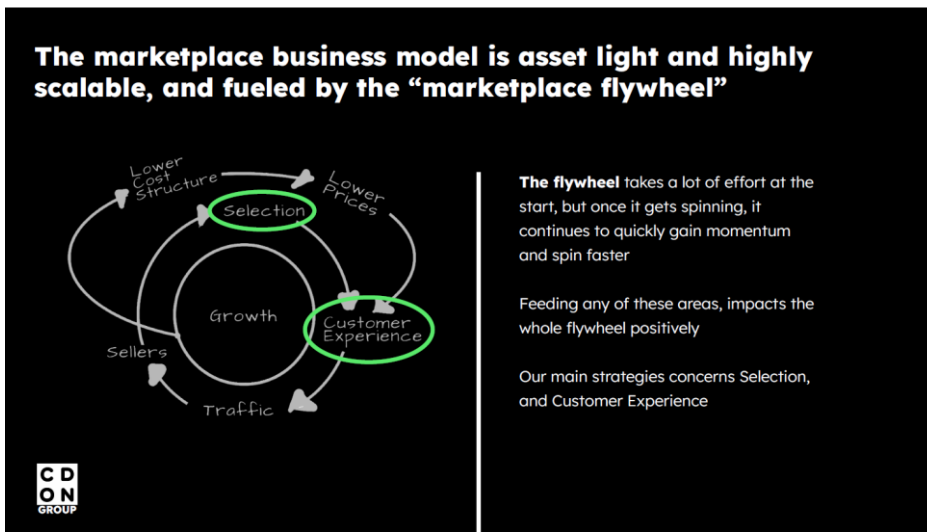 The marketplace business model is asset light and highly
scalable, and fueled by the “marketplace flywheel”
Lower
Cost
Structure
Lower
Prices
Selection
Growth
Customer
Experience
Sellers
Traffic
The flywheel takes a lot of effort at the
start, but once it gets spinning, it
continues to quickly gain momentum
and spin faster
Feeding any of these areas, impacts the
whole flywheel positively
Our main strategies concerns Selection,
and Customer Experience
CD
ON
GROUP